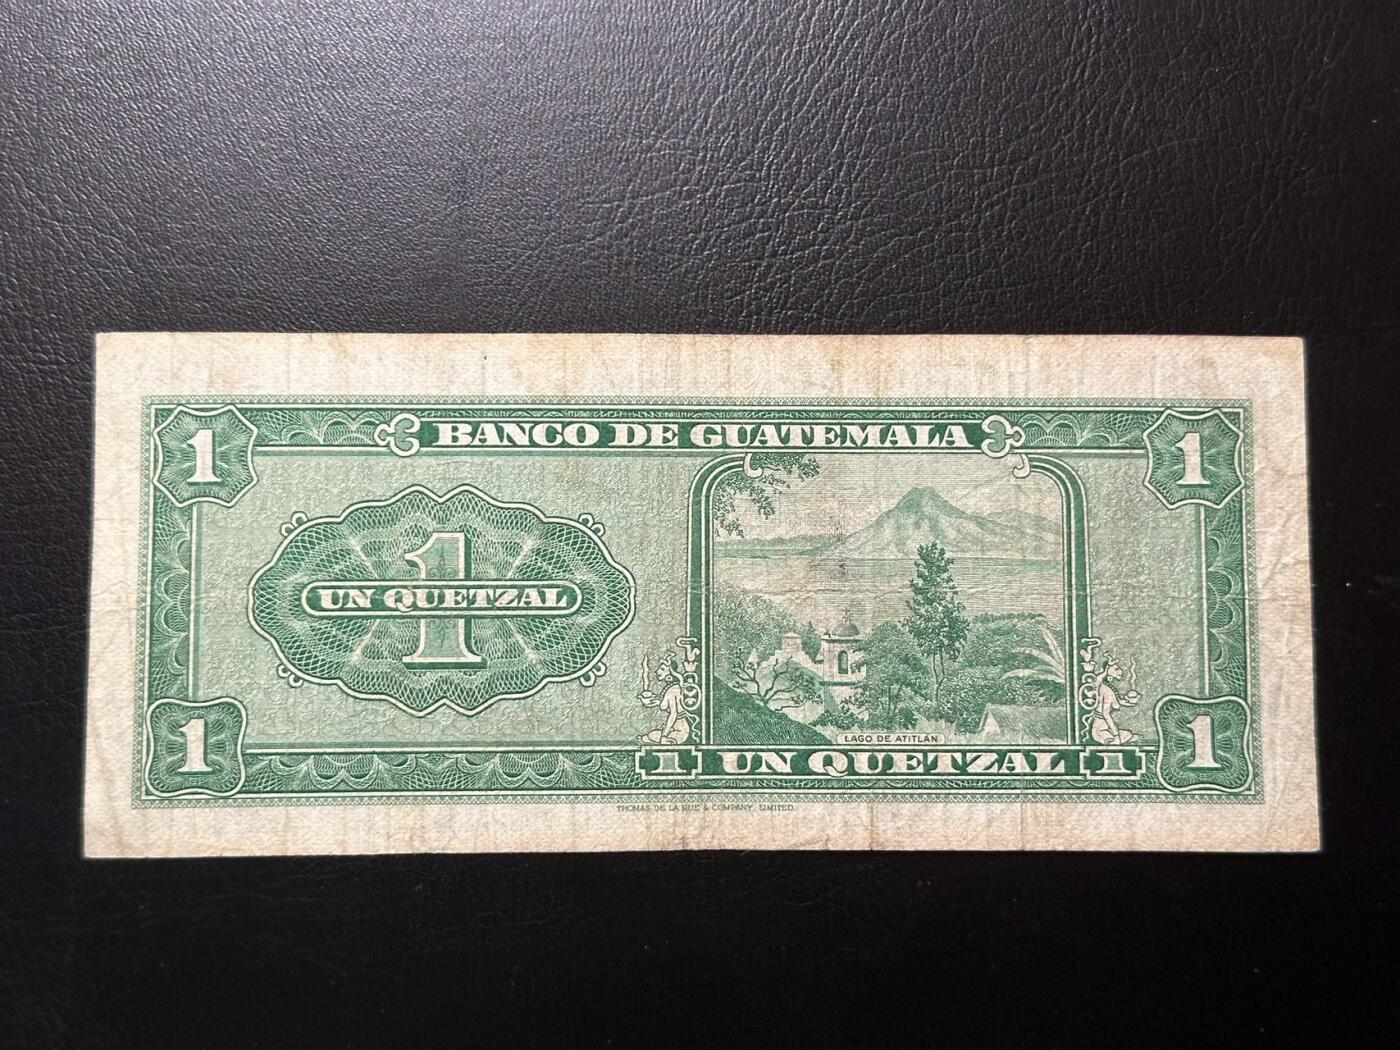 1 BANCO DE GUATEMALA 1
1
UN QUETZAL
LAGO DE ATITLÁN
1 1 UN QUETZAL 1 1
THOMAS DE LA RUE & COMPANY, LIMITED.